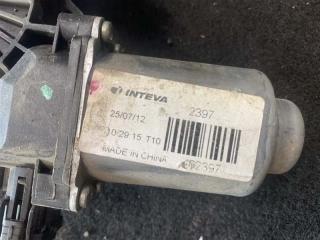 INTEVA
2397
25/07/12
10:29:15 T10
MADE IN CHINA